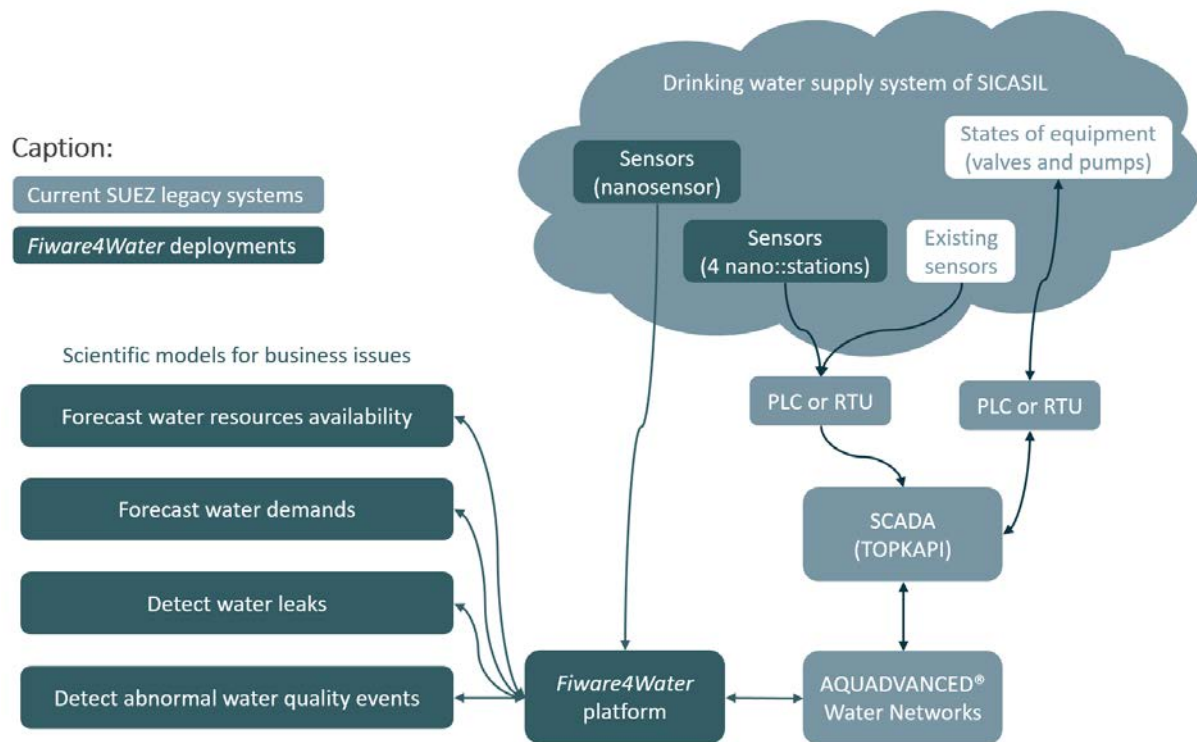 Drinking water supply system of SICASIL
Caption:
Current SUEZ legacy systems
Fiware4Water deployments
Sensors
(nanosensor)
States of equipment
(valves and pumps)
Sensors
(4 nano::stations)
Existing
sensors
PLC or RTU
PLC or RTU
Scientific models for business issues
Forecast water resources availability
Forecast water demands
Detect water leaks
Detect abnormal water quality events
SCADA
(TOPKAPI)
Fiware4Water
platform
AQUADVANCED®
Water Networks